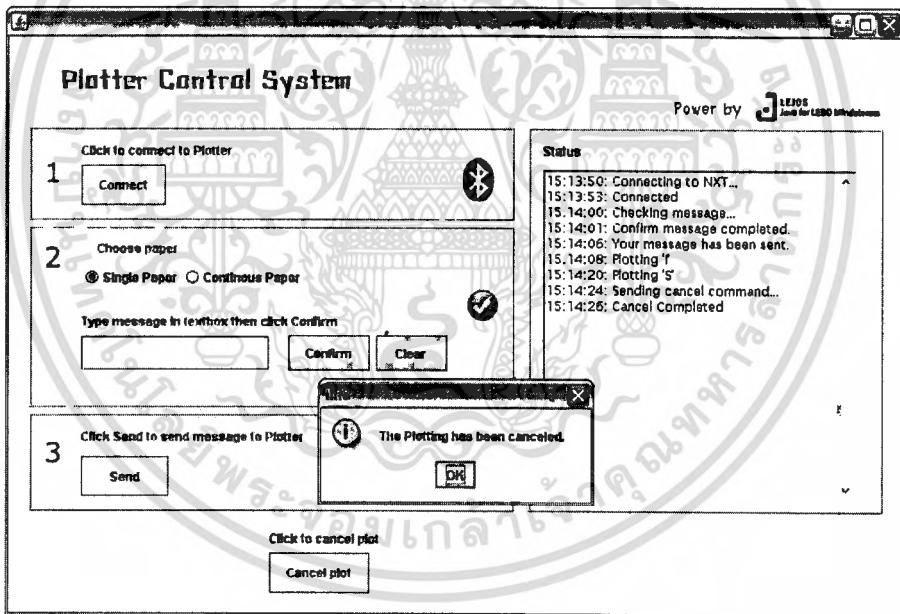 Plotter Control System
Power by LEJOS
Java for LEGO Mindstorms
1
Click to connect to Plotter
Connect
2
Choose paper
Single Paper Continous Paper
Type message in textbox then click Confirm
Confirm Clear
3
Click Send to send message to Plotter
Send
Click to cancel plot
Cancel plot
Status
15:13:50: Connecting to NXT...
15:13:53: Connected
15:14:00: Checking message...
15:14:01: Confirm message completed.
15:14:06: Your message has been sent.
15:14:08: Plotting 'f'
15:14:20: Plotting 'S'
15:14:24: Sending cancel command...
15:14:26: Cancel Completed
The Plotting has been canceled.
OK